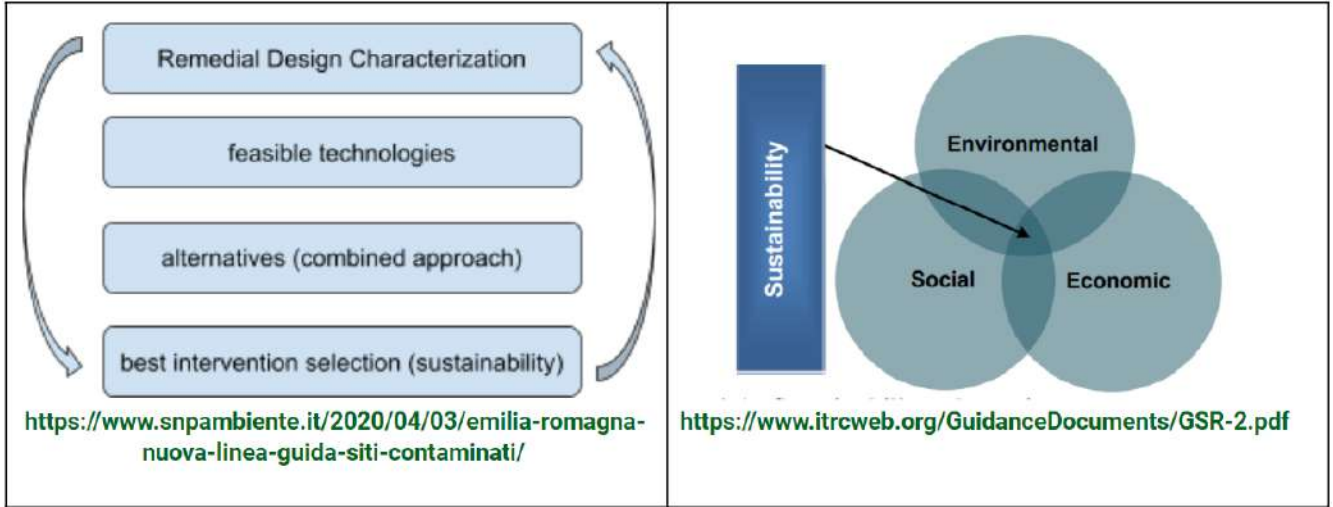 Remedial Design Characterization
feasible technologies
alternatives (combined approach)
best intervention selection (sustainability)
https://www.snpambiente.it/2020/04/03/emilia-romagna-
nuova-linea-guida-siti-contaminati/
Sustainability
Environmental
Social
Economic
https://www.itrcweb.org/GuidanceDocuments/GSR-2.pdf